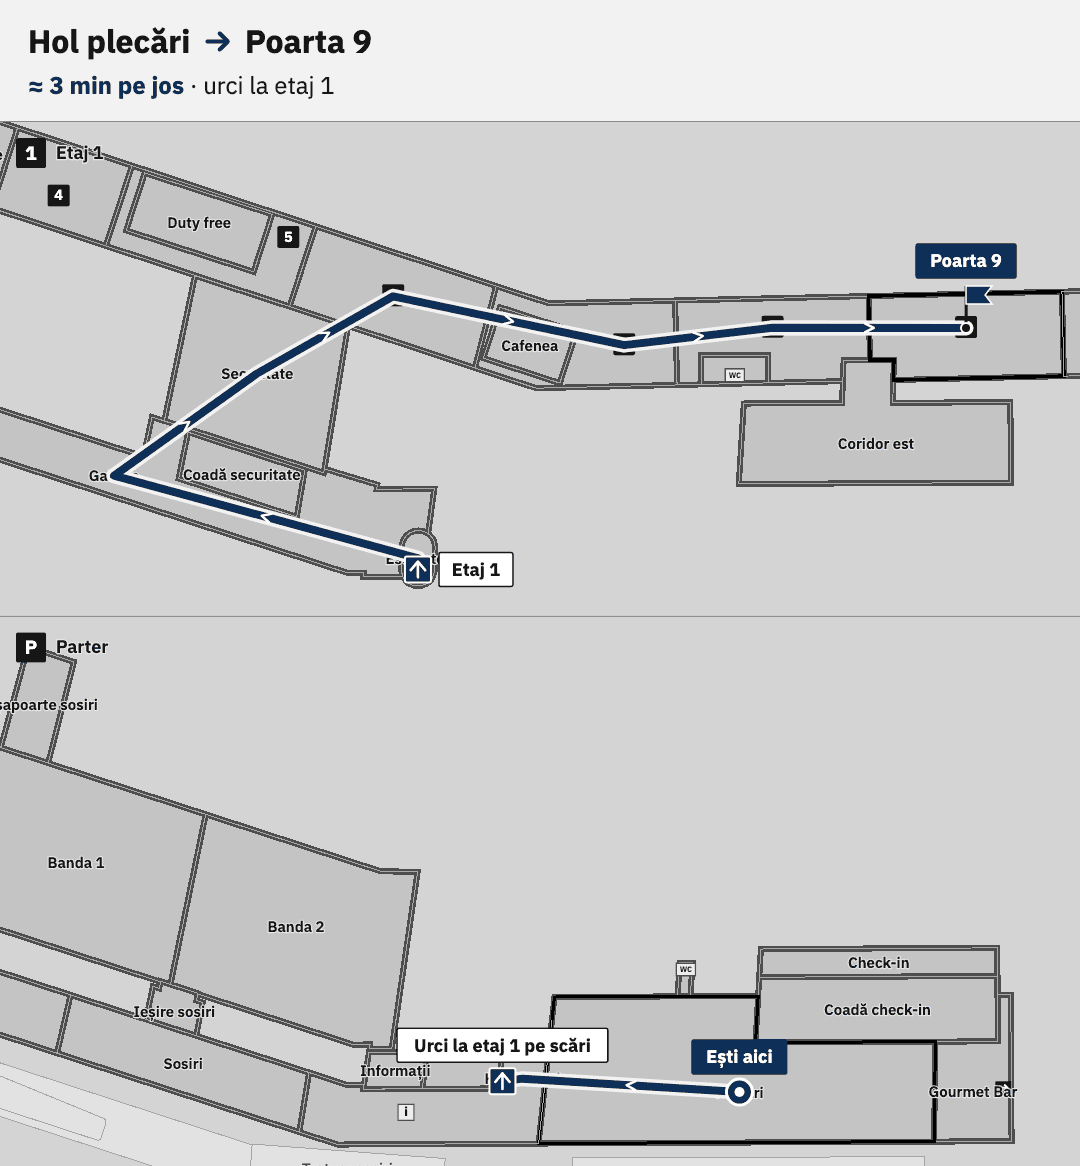 Hol plecări → Poarta 9
≈ 3 min pe jos · urci la etaj 1
1 Etaj 1
4
Duty free
5
Poarta 9
Cafenea
WC
Coridor est
Coadă securitate
Etaj 1
P Parter
Banda 1
Banda 2
WC
Check-in
Coadă check-in
Ieșire sosiri
Sosiri
Urci la etaj 1 pe scări
Informații
Ești aici
Gourmet Bar
i